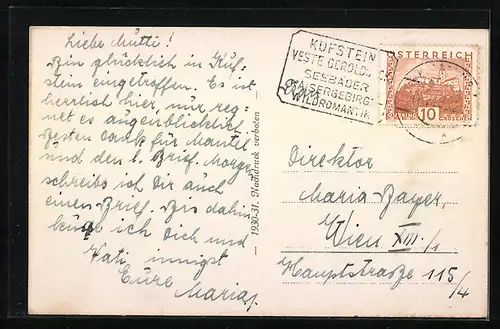 Liebe Mutti!
Bin glücklich in Kuf-
stein eingetroffen. Es ist
herrlich hier, nur reg-
net es augenblicklich.
Besten Dank für Mantel
und den l. Brief. Morgen
schreibe ich Dir auch
einen Brief. Bis dahin
küße ich Dich und
Vati innigst
Eure
Maria.
— 1930-31. Nachdruck verboten —
KUFSTEIN
VESTE GEROLDSECK
SEEBÄDER
KAISERGEBIRGE
WILDROMANTIK
ÖSTERREICH
10
GROSCHEN
Direktor
Maria Bayer,
Wien XIII/1
Hauptstraße 115/4